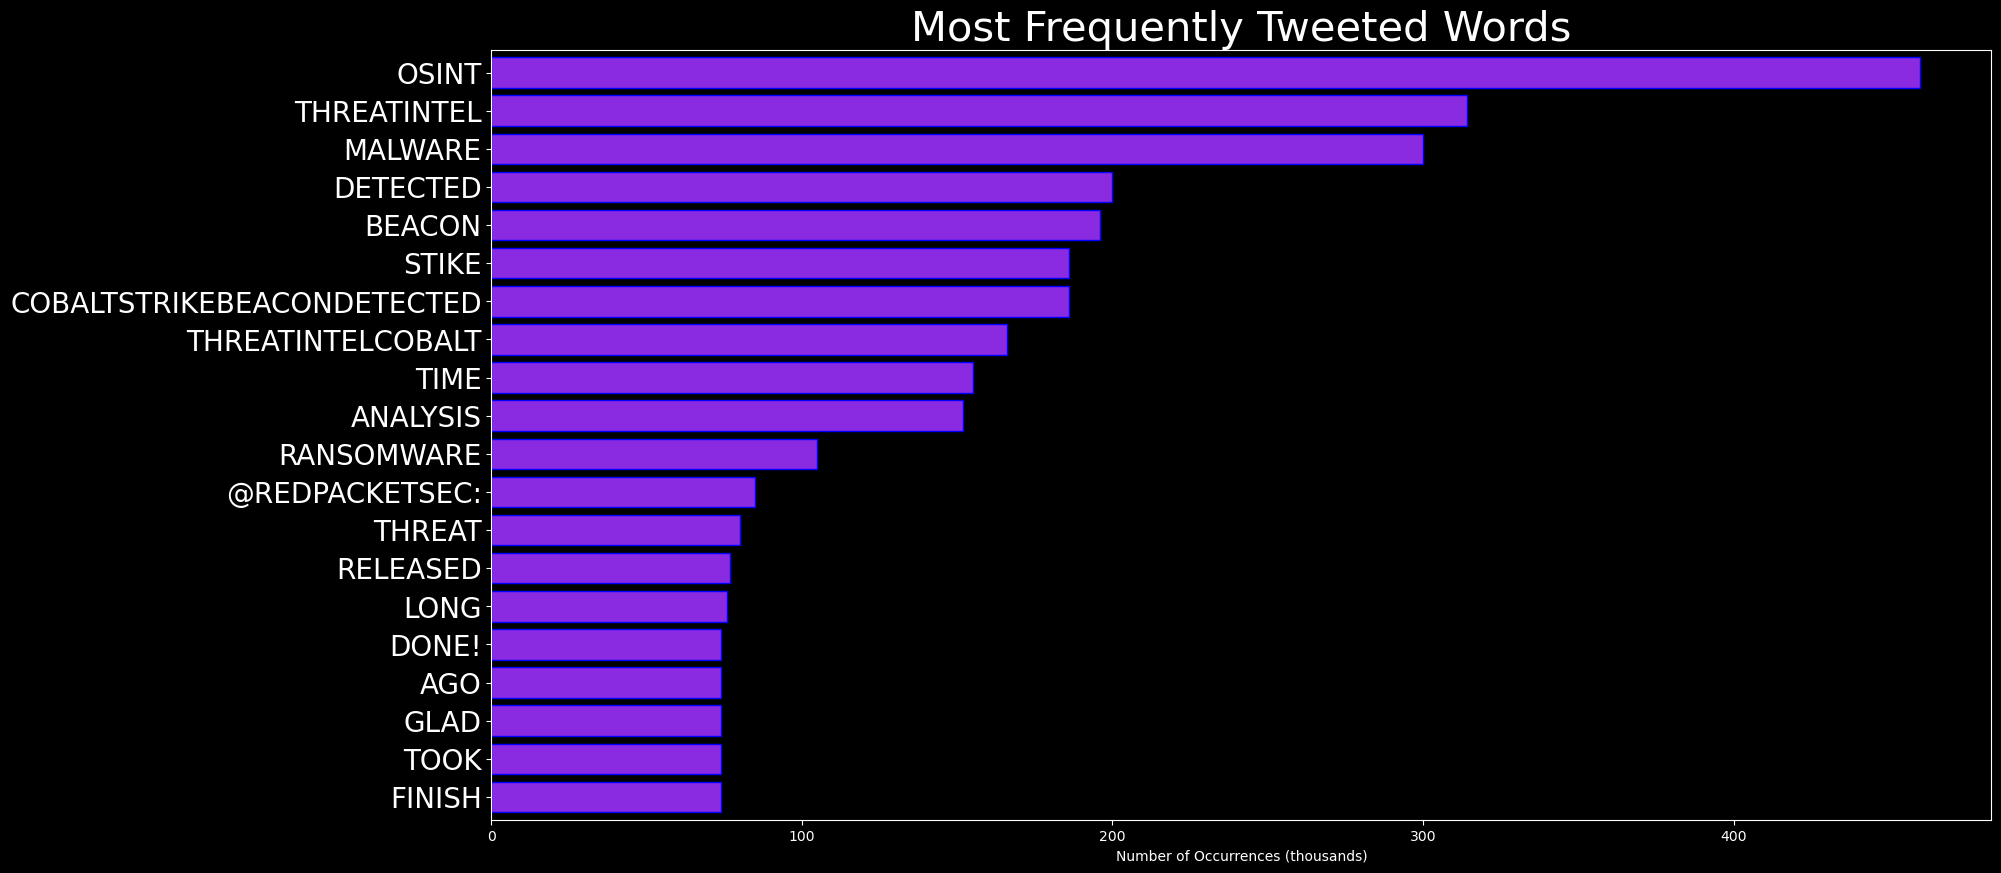 Most Frequently Tweeted Words
OSINT
THREATINTEL
MALWARE
DETECTED
BEACON
STIKE
COBALTSTRIKEBEACONDETECTED
THREATINTELCOBALT
TIME
ANALYSIS
RANSOMWARE
@REDPACKETSEC:
THREAT
RELEASED
LONG
DONE!
AGO
GLAD
TOOK
FINISH
0 100 200 300 400
Number of Occurrences (thousands)